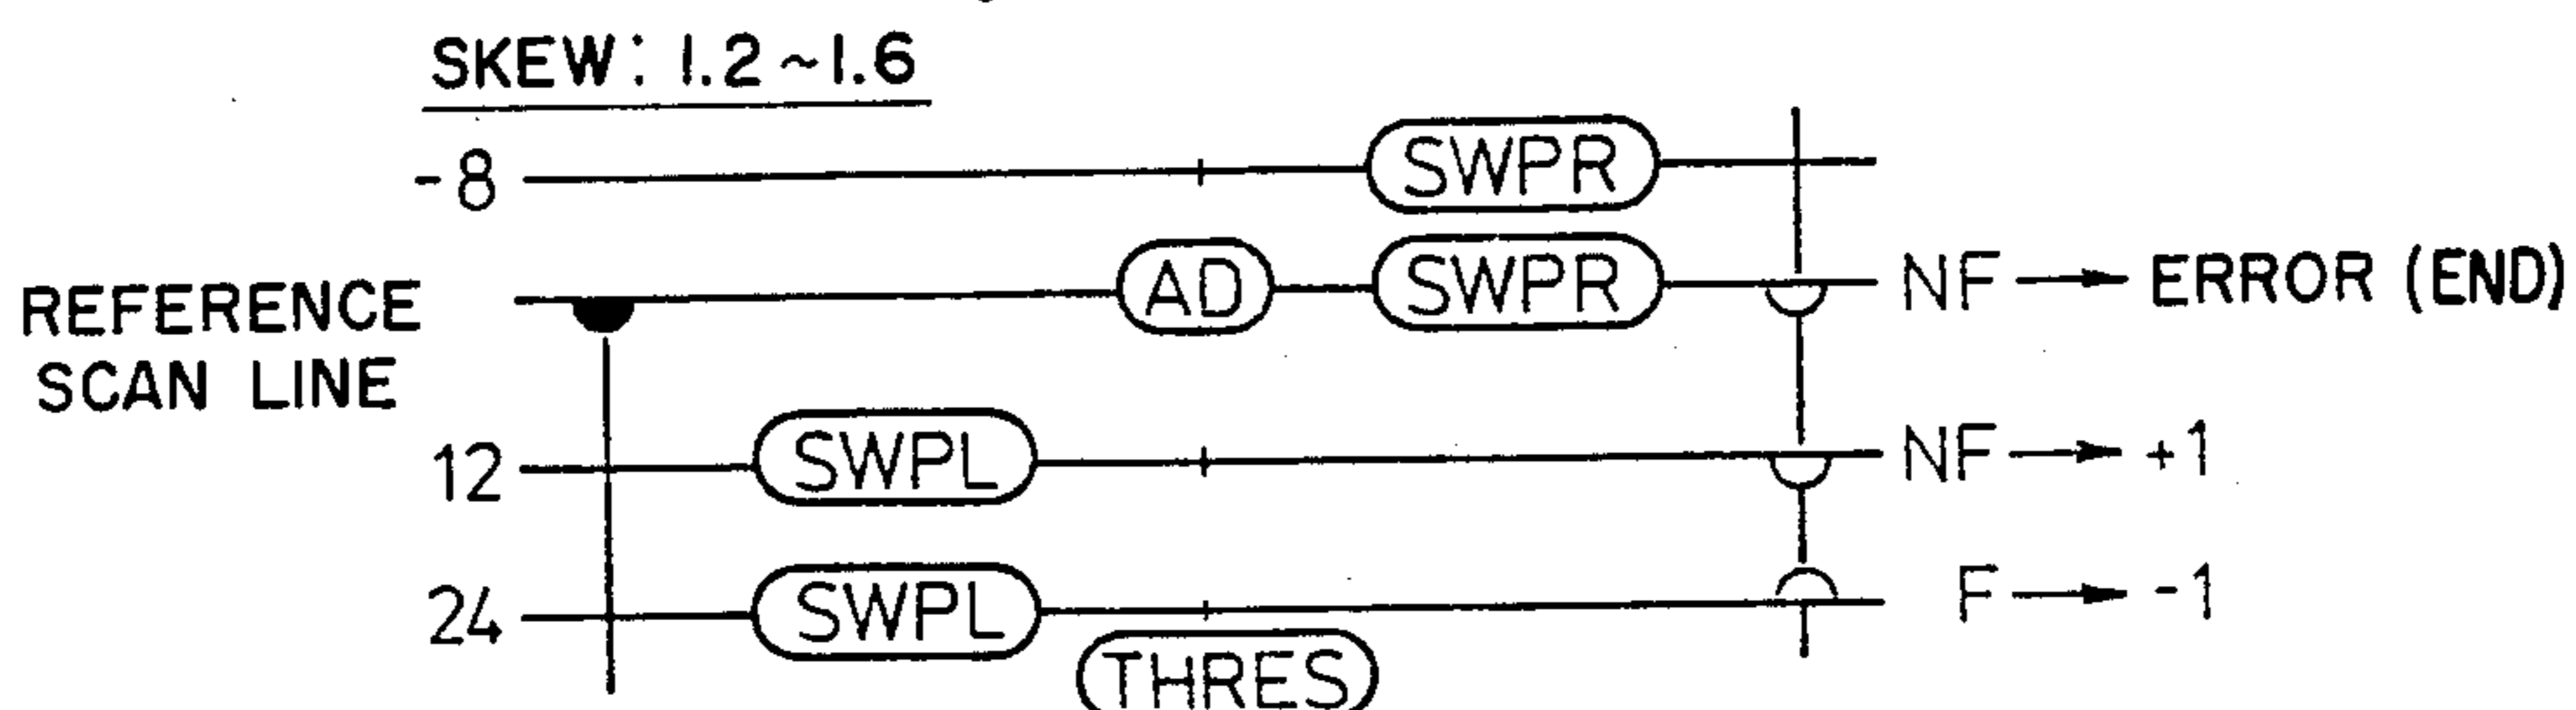 SKEW: 1.2~1.6
-8 SWPR
REFERENCE SCAN LINE AD SWPR NF → ERROR (END)
12 SWPL NF → +1
24 SWPL F → -1
THRES